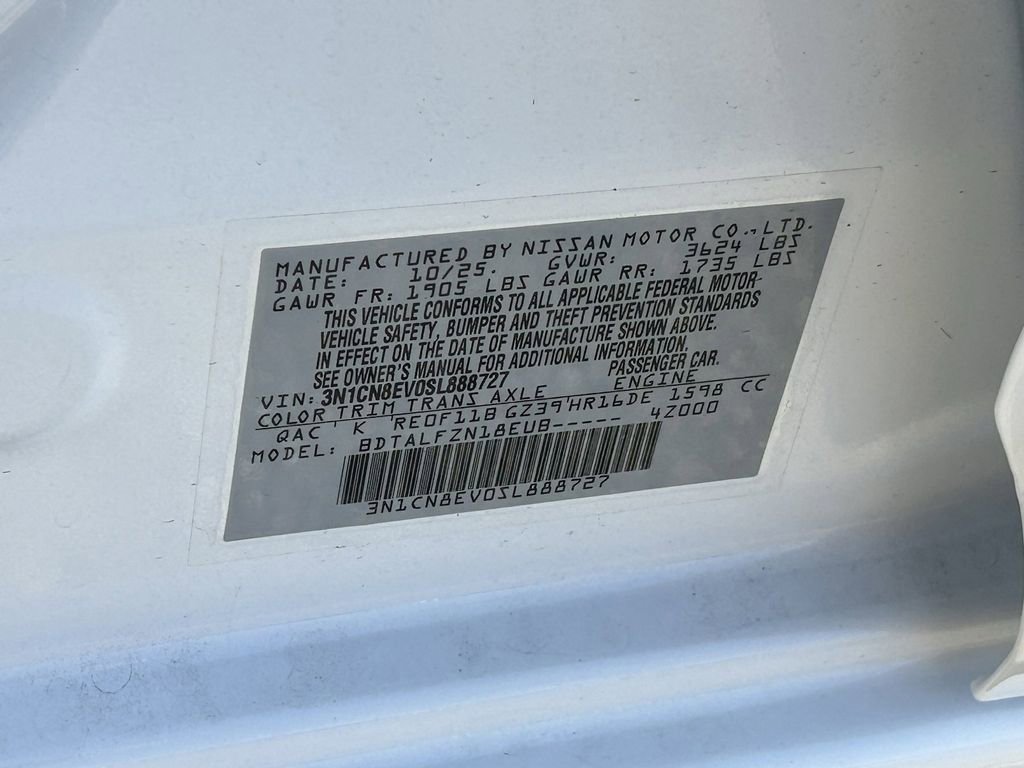 MANUFACTURED BY NISSAN MOTOR CO., LTD.
DATE: 10/25. GVWR: 3624 LBS
GAWR FR: 1905 LBS GAWR RR: 1735 LBS
THIS VEHICLE CONFORMS TO ALL APPLICABLE FEDERAL MOTOR
VEHICLE SAFETY, BUMPER AND THEFT PREVENTION STANDARDS
IN EFFECT ON THE DATE OF MANUFACTURE SHOWN ABOVE.
SEE OWNER'S MANUAL FOR ADDITIONAL INFORMATION.
VIN: 3N1CN8EV0SL888727 PASSENGER CAR.
COLOR TRIM TRANS AXLE ENGINE
QAC ' K 'RE0F11B GZ39'HR16DE 1598 CC
MODEL: BDTALFZN18EUB----- 4Z000
3N1CN8EV0SL888727